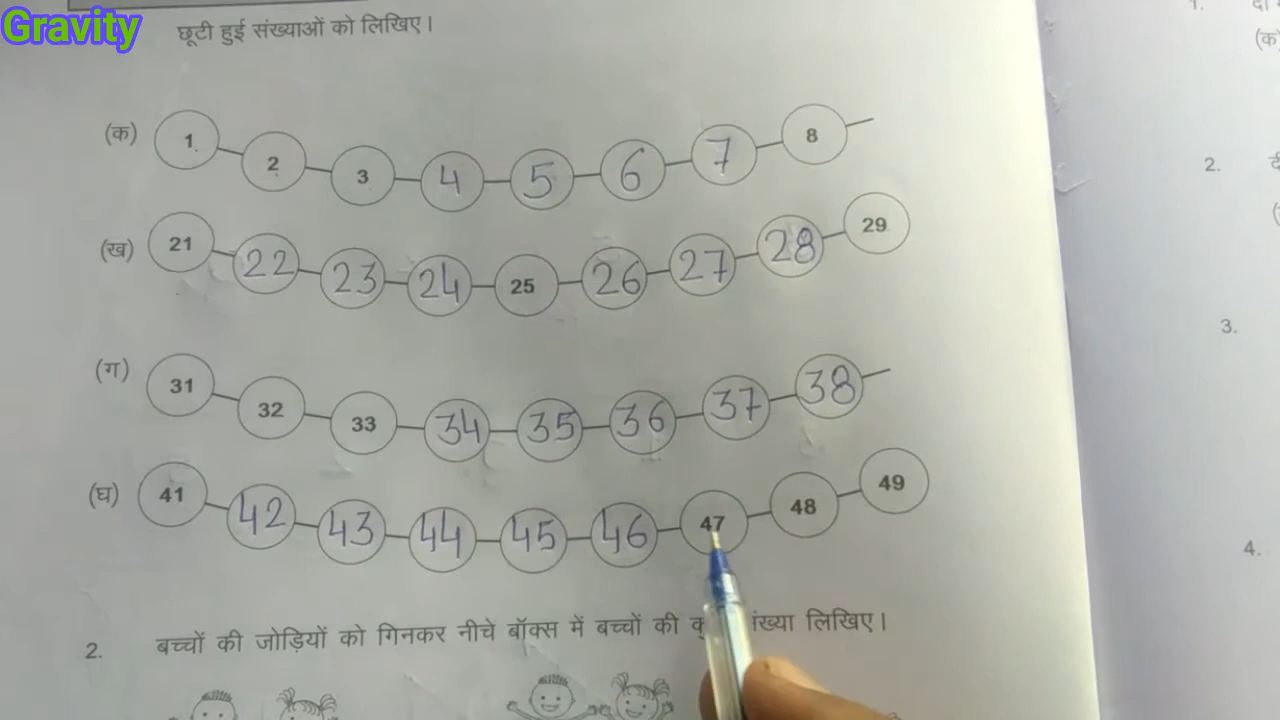 Gravity
छूटी हुई संख्याओं को लिखिए।
(क) 1 2 3 4 5 6 7 8
(ख) 21 22 23 24 25 26 27 28 29
(ग) 31 32 33 34 35 36 37 38
(घ) 41 42 43 44 45 46 47 48 49
2. बच्चों की जोड़ियों को गिनकर नीचे बॉक्स में बच्चों की लिखिए।
1.
(क)
2.
3.
4.